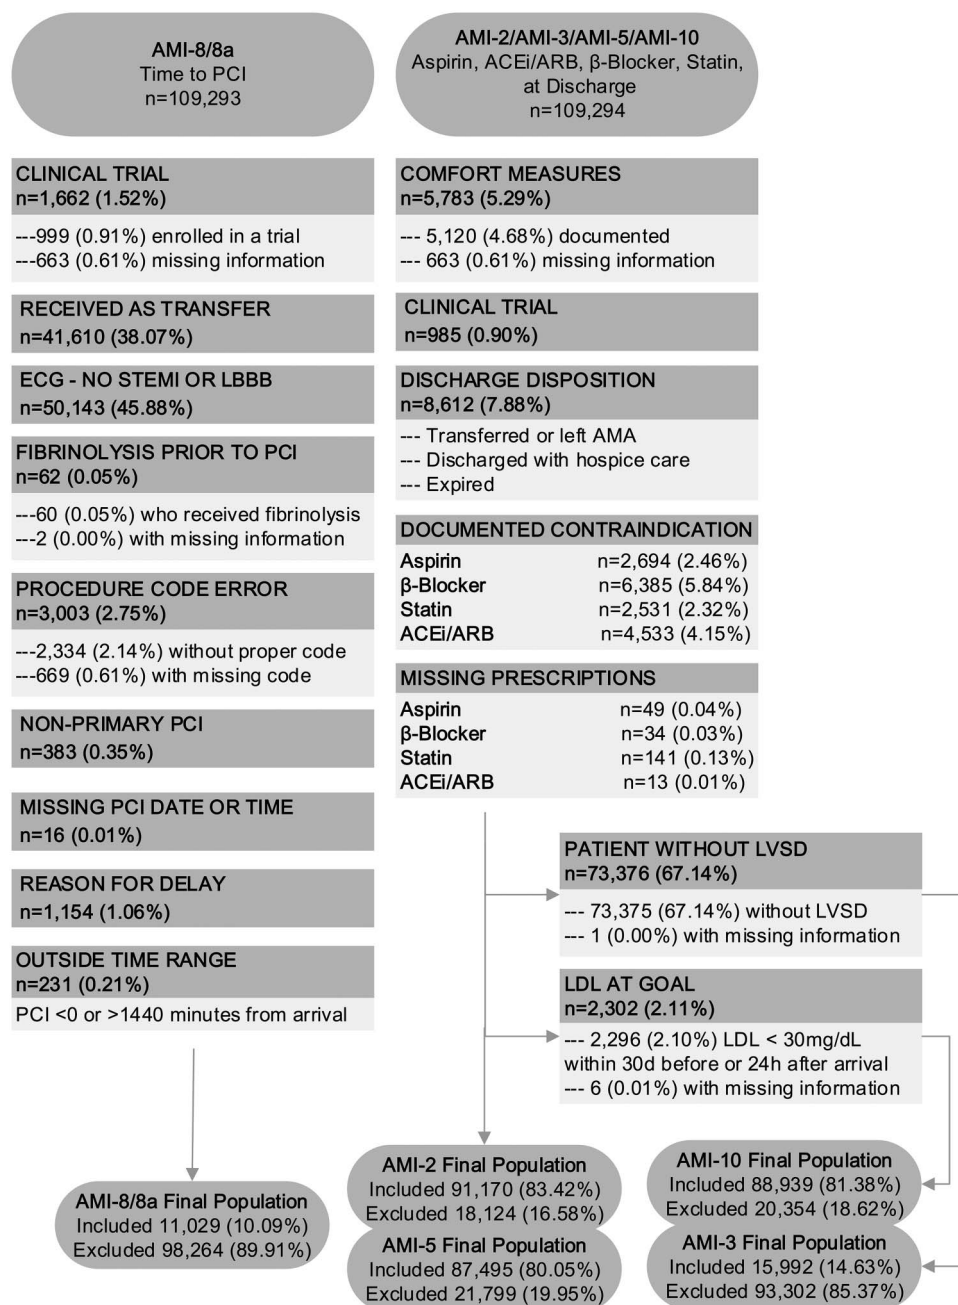 AMI-8/8a
Time to PCI
n=109,293
CLINICAL TRIAL
n=1,662 (1.52%)
---999 (0.91%) enrolled in a trial
---663 (0.61%) missing information
RECEIVED AS TRANSFER
n=41,610 (38.07%)
ECG - NO STEMI OR LBBB
n=50,143 (45.88%)
FIBRINOLYSIS PRIOR TO PCI
n=62 (0.05%)
---60 (0.05%) who received fibrinolysis
---2 (0.00%) with missing information
PROCEDURE CODE ERROR
n=3,003 (2.75%)
---2,334 (2.14%) without proper code
---669 (0.61%) with missing code
NON-PRIMARY PCI
n=383 (0.35%)
MISSING PCI DATE OR TIME
n=16 (0.01%)
REASON FOR DELAY
n=1,154 (1.06%)
OUTSIDE TIME RANGE
n=231 (0.21%)
PCI <0 or >1440 minutes from arrival
AMI-8/8a Final Population
Included 11,029 (10.09%)
Excluded 98,264 (89.91%)
AMI-2/AMI-3/AMI-5/AMI-10
Aspirin, ACEi/ARB, β-Blocker, Statin,
at Discharge
n=109,294
COMFORT MEASURES
n=5,783 (5.29%)
--- 5,120 (4.68%) documented
--- 663 (0.61%) missing information
CLINICAL TRIAL
n=985 (0.90%)
DISCHARGE DISPOSITION
n=8,612 (7.88%)
--- Transferred or left AMA
--- Discharged with hospice care
--- Expired
DOCUMENTED CONTRAINDICATION
Aspirin n=2,694 (2.46%)
β-Blocker n=6,385 (5.84%)
Statin n=2,531 (2.32%)
ACEi/ARB n=4,533 (4.15%)
MISSING PRESCRIPTIONS
Aspirin n=49 (0.04%)
β-Blocker n=34 (0.03%)
Statin n=141 (0.13%)
ACEi/ARB n=13 (0.01%)
PATIENT WITHOUT LVSD
n=73,376 (67.14%)
--- 73,375 (67.14%) without LVSD
--- 1 (0.00%) with missing information
LDL AT GOAL
n=2,302 (2.11%)
--- 2,296 (2.10%) LDL < 30mg/dL
within 30d before or 24h after arrival
--- 6 (0.01%) with missing information
AMI-2 Final Population
Included 91,170 (83.42%)
Excluded 18,124 (16.58%)
AMI-5 Final Population
Included 87,495 (80.05%)
Excluded 21,799 (19.95%)
AMI-10 Final Population
Included 88,939 (81.38%)
Excluded 20,354 (18.62%)
AMI-3 Final Population
Included 15,992 (14.63%)
Excluded 93,302 (85.37%)